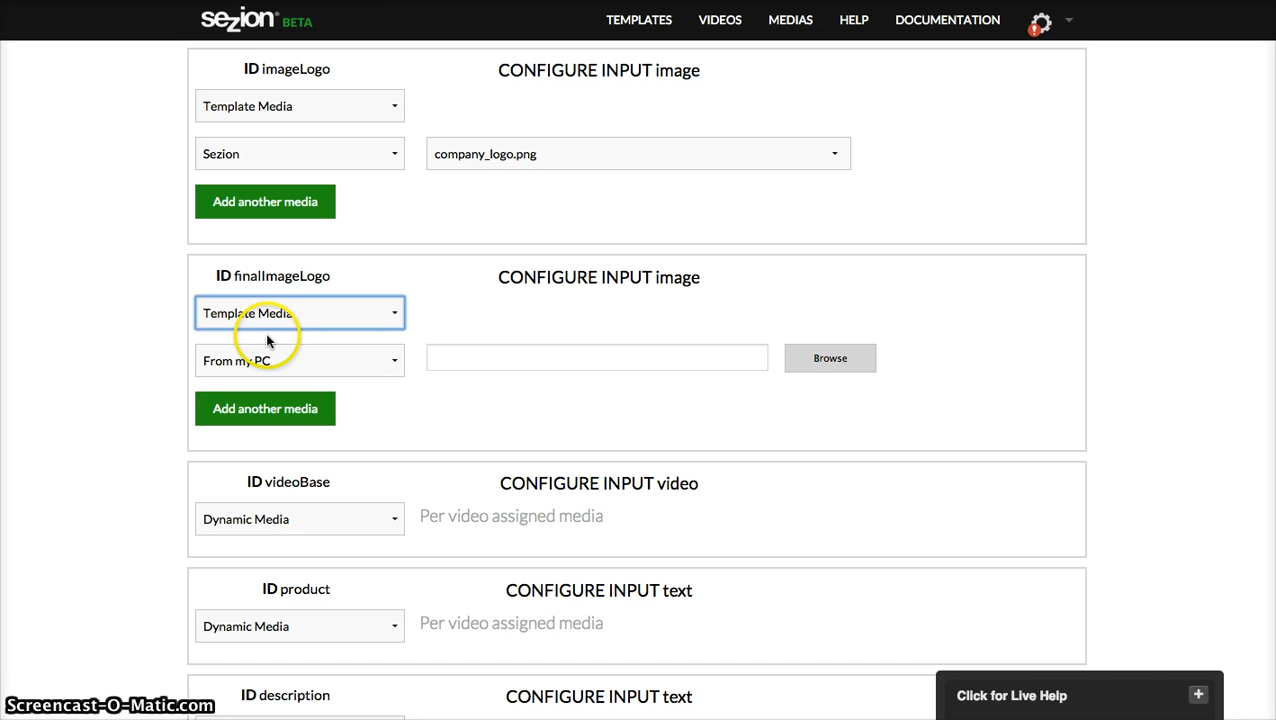 sezion BETA TEMPLATES VIDEOS MEDIAS HELP DOCUMENTATION
ID imageLogo CONFIGURE INPUT image
Template Media
Sezion company_logo.png
Add another media
ID finalImageLogo CONFIGURE INPUT image
Template Media
From my PC Browse
Add another media
ID videoBase CONFIGURE INPUT video
Dynamic Media Per video assigned media
ID product CONFIGURE INPUT text
Dynamic Media Per video assigned media
ID description CONFIGURE INPUT text
Click for Live Help +
Screencast-O-Matic.com